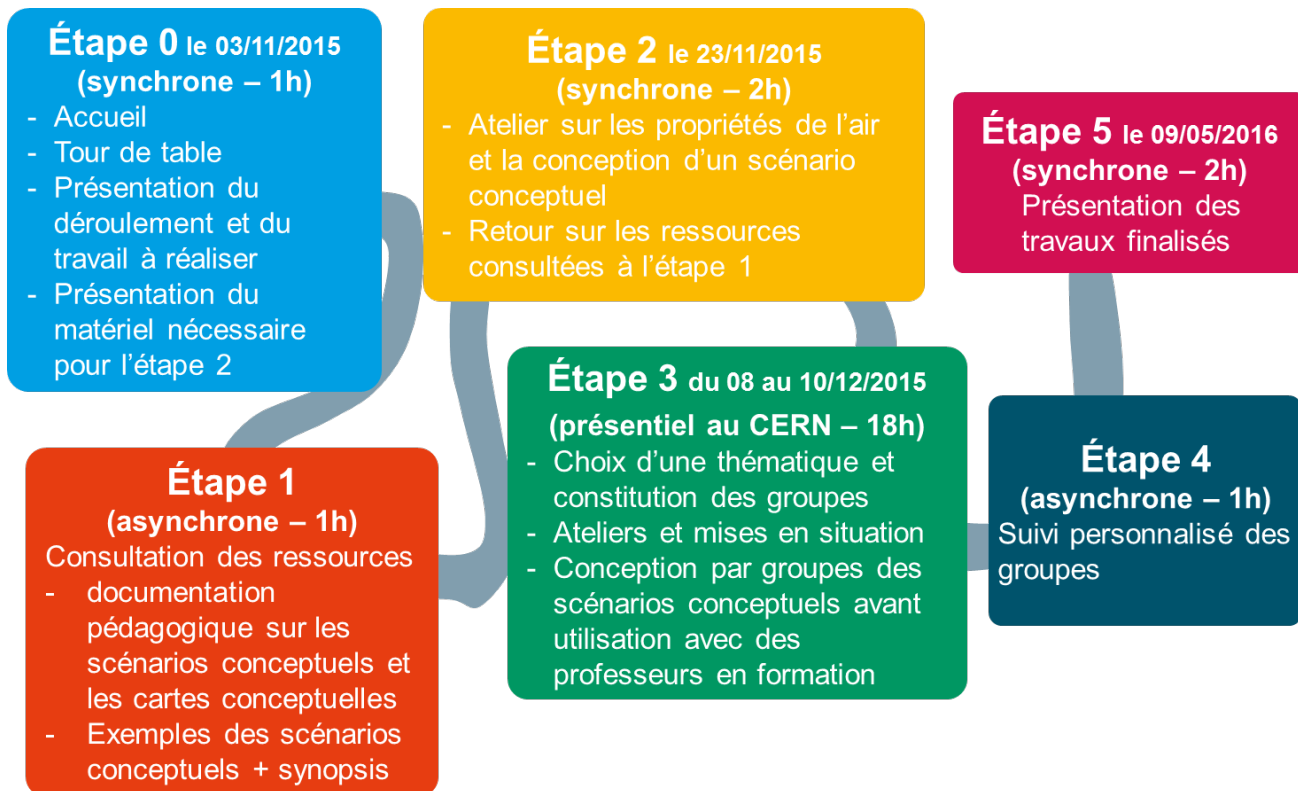 Étape 0 le 03/11/2015
(synchrone – 1h)
- Accueil
- Tour de table
- Présentation du
déroulement et du
travail à réaliser
- Présentation du
matériel nécessaire
pour l'étape 2
Étape 1
(asynchrone – 1h)
Consultation des ressources
- documentation
pédagogique sur les
scénarios conceptuels et
les cartes conceptuelles
- Exemples des scénarios
conceptuels + synopsis
Étape 2 le 23/11/2015
(synchrone – 2h)
- Atelier sur les propriétés de l'air
et la conception d'un scénario
conceptuel
- Retour sur les ressources
consultées à l'étape 1
Étape 3 du 08 au 10/12/2015
(présentiel au CERN – 18h)
- Choix d'une thématique et
constitution des groupes
- Ateliers et mises en situation
- Conception par groupes des
scénarios conceptuels avant
utilisation avec des
professeurs en formation
Étape 4
(asynchrone – 1h)
Suivi personnalisé des
groupes
Étape 5 le 09/05/2016
(synchrone – 2h)
Présentation des
travaux finalisés